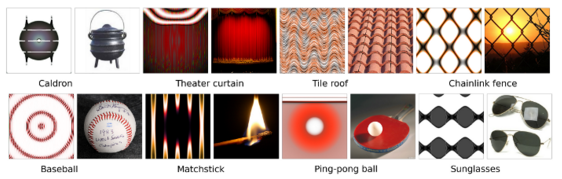 Caldron Theater curtain Tile roof Chainlink fence
Baseball Matchstick Ping-pong ball Sunglasses